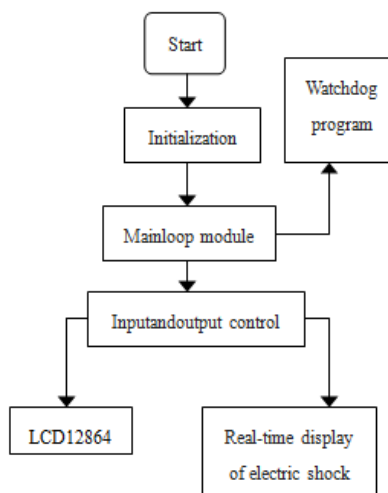 Start
Watchdog
program
Initialization
Mainloop module
Inputandoutput control
LCD12864
Real-time display
of electric shock